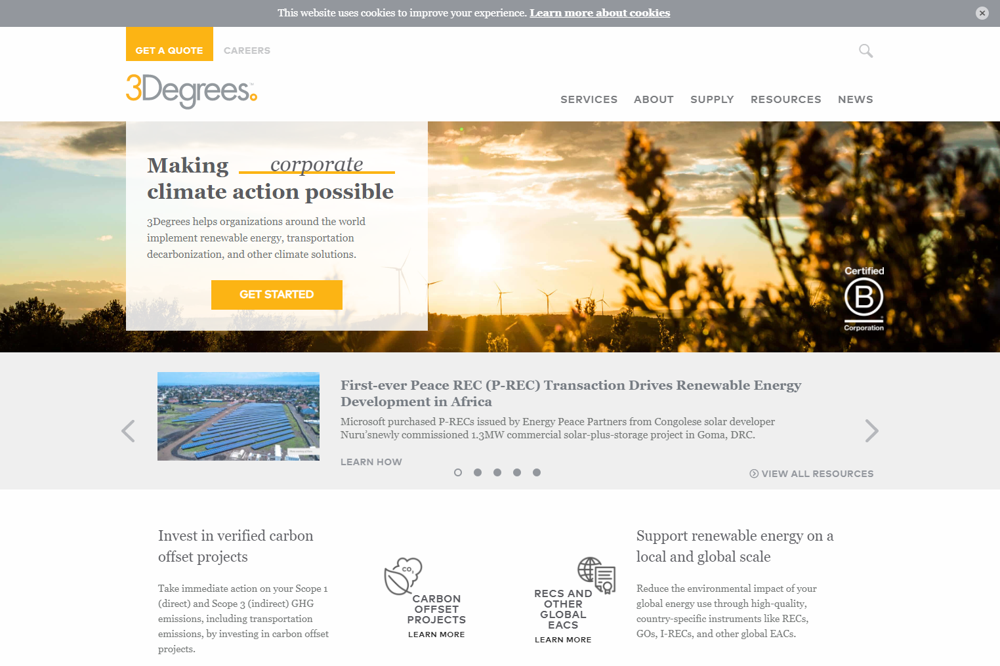 This website uses cookies to improve your experience. Learn more about cookies
GET A QUOTE
CAREERS
3Degrees™
SERVICES
ABOUT
SUPPLY
RESOURCES
NEWS
Making corporate
climate action possible
3Degrees helps organizations around the world
implement renewable energy, transportation
decarbonization, and other climate solutions.
GET STARTED
Certified
B
Corporation
First-ever Peace REC (P-REC) Transaction Drives Renewable Energy
Development in Africa
Microsoft purchased P-RECs issued by Energy Peace Partners from Congolese solar developer
Nuru’snewly commissioned 1.3MW commercial solar-plus-storage project in Goma, DRC.
LEARN HOW
VIEW ALL RESOURCES
Invest in verified carbon
offset projects
Take immediate action on your Scope 1
(direct) and Scope 3 (indirect) GHG
emissions, including transportation
emissions, by investing in carbon offset
projects.
CO2
CARBON
OFFSET
PROJECTS
LEARN MORE
RECS AND
OTHER
GLOBAL
EACS
LEARN MORE
Support renewable energy on a
local and global scale
Reduce the environmental impact of your
global energy use through high-quality,
country-specific instruments like RECs,
GOs, I-RECs, and other global EACs.